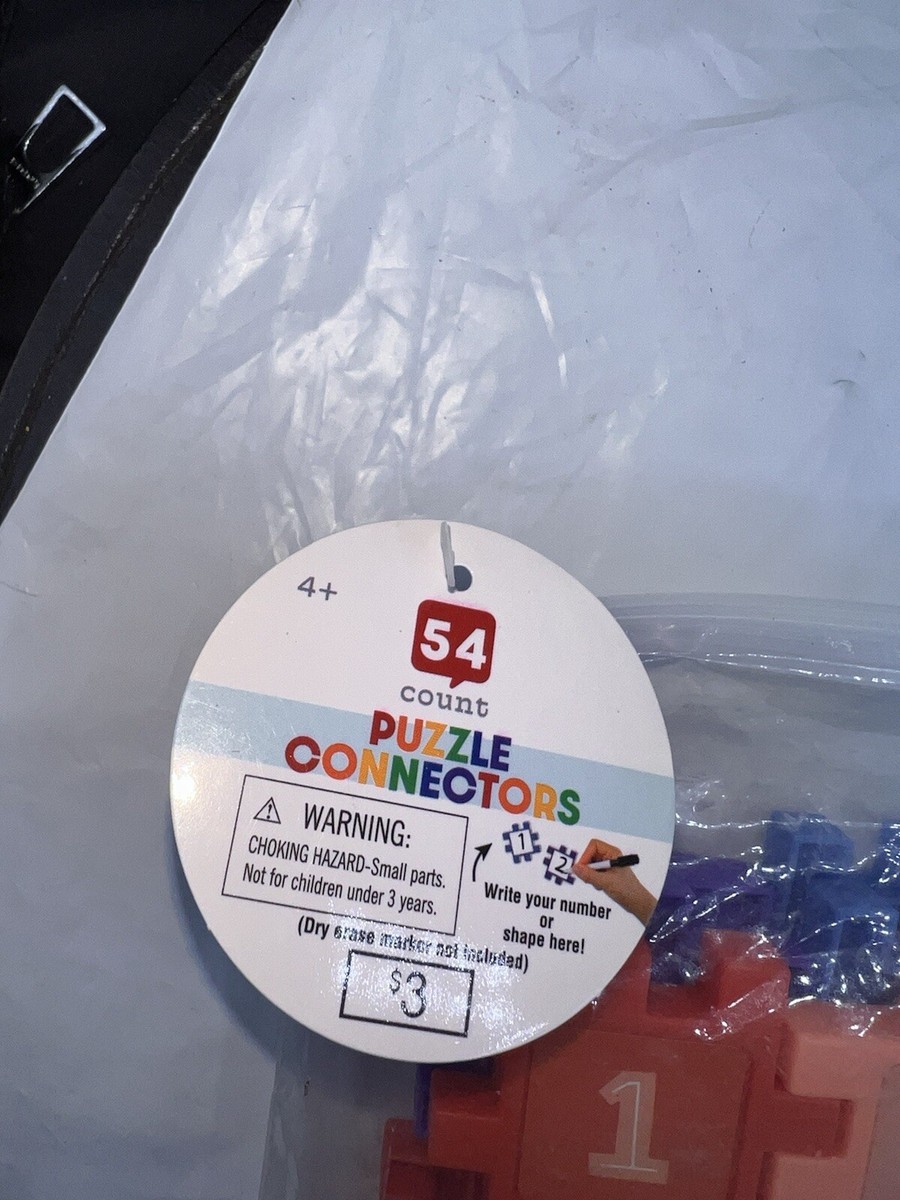 4+
54
count
PUZZLE
CONNECTORS
WARNING:
CHOKING HAZARD-Small parts.
Not for children under 3 years.
1
2
Write your number
or
shape here!
(Dry erase marker not included)
$3
1